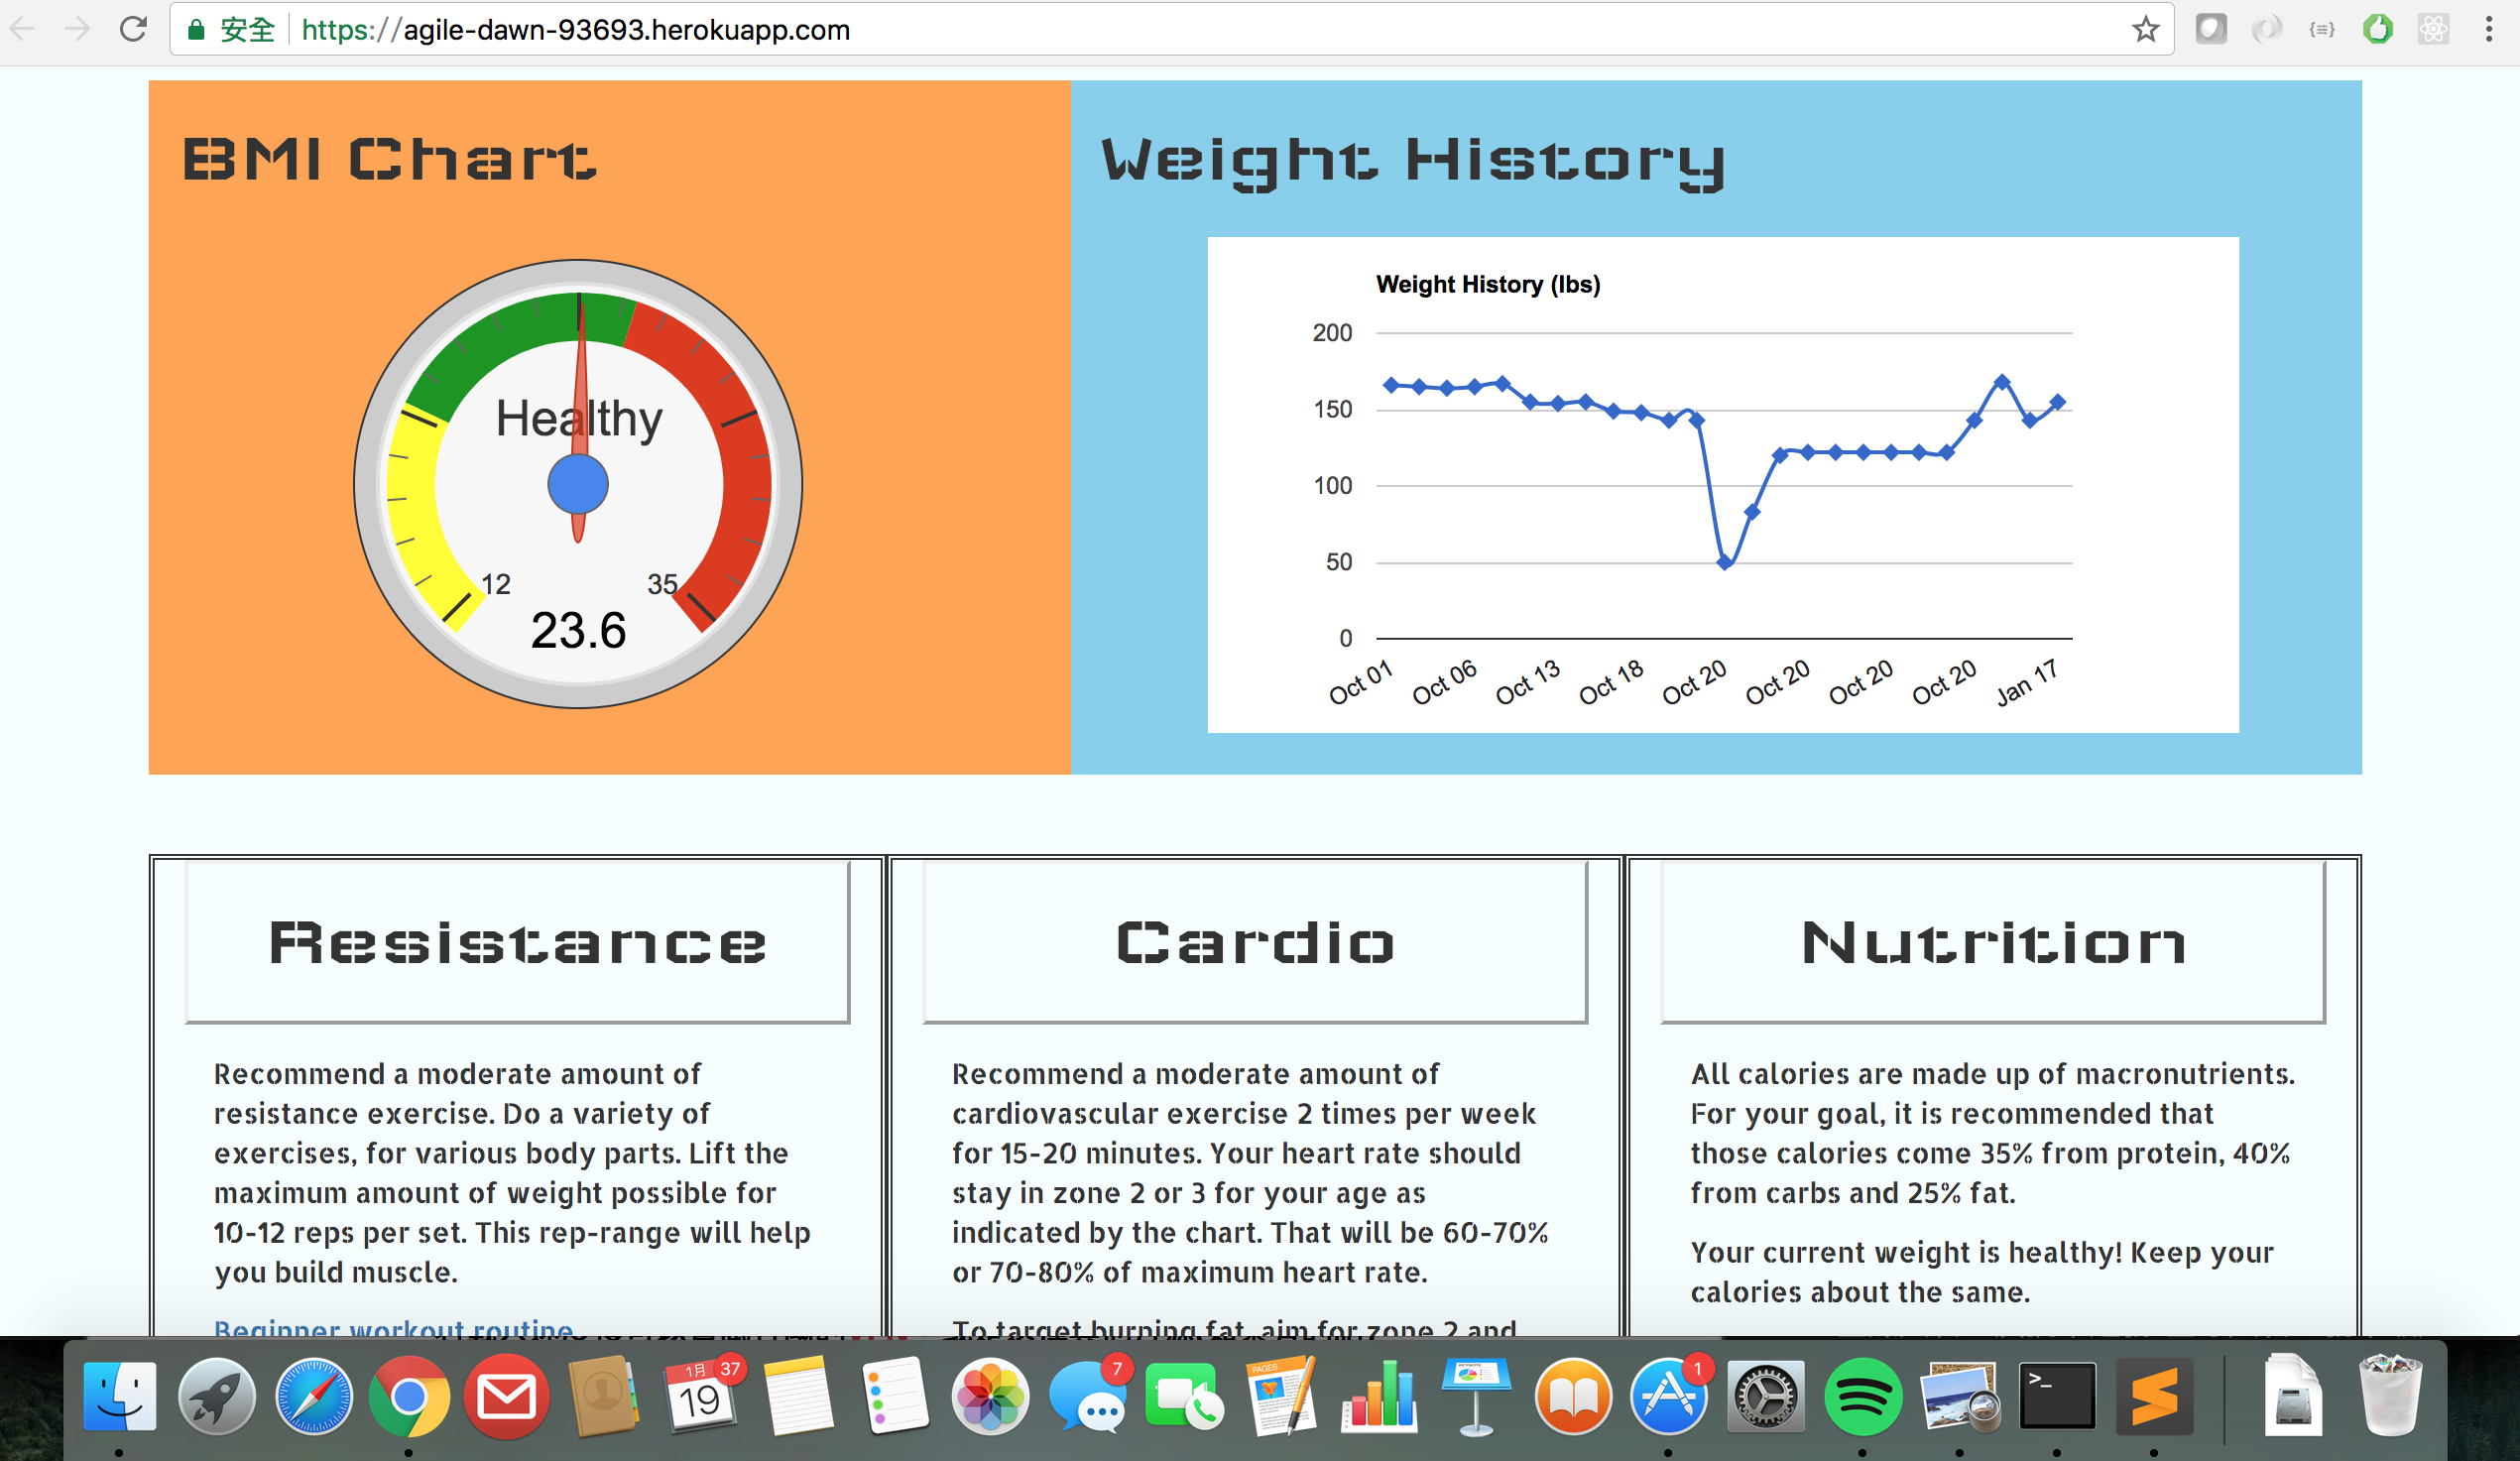 安全 https://agile-dawn-93693.herokuapp.com
BMI Chart
Healthy
12
35
23.6
Weight History
Weight History (lbs)
200
150
100
50
0
Oct 01 Oct 06 Oct 13 Oct 18 Oct 20 Oct 20 Oct 20 Oct 20 Jan 17
Resistance
Recommend a moderate amount of
resistance exercise. Do a variety of
exercises, for various body parts. Lift the
maximum amount of weight possible for
10-12 reps per set. This rep-range will help
you build muscle.
Beginner workout routine
Cardio
Recommend a moderate amount of
cardiovascular exercise 2 times per week
for 15-20 minutes. Your heart rate should
stay in zone 2 or 3 for your age as
indicated by the chart. That will be 60-70%
or 70-80% of maximum heart rate.
To target burning fat, aim for zone 2 and
Nutrition
All calories are made up of macronutrients.
For your goal, it is recommended that
those calories come 35% from protein, 40%
from carbs and 25% fat.
Your current weight is healthy! Keep your
calories about the same.
1月 37
19
7
PAGES
KEYNOTE
1
>_